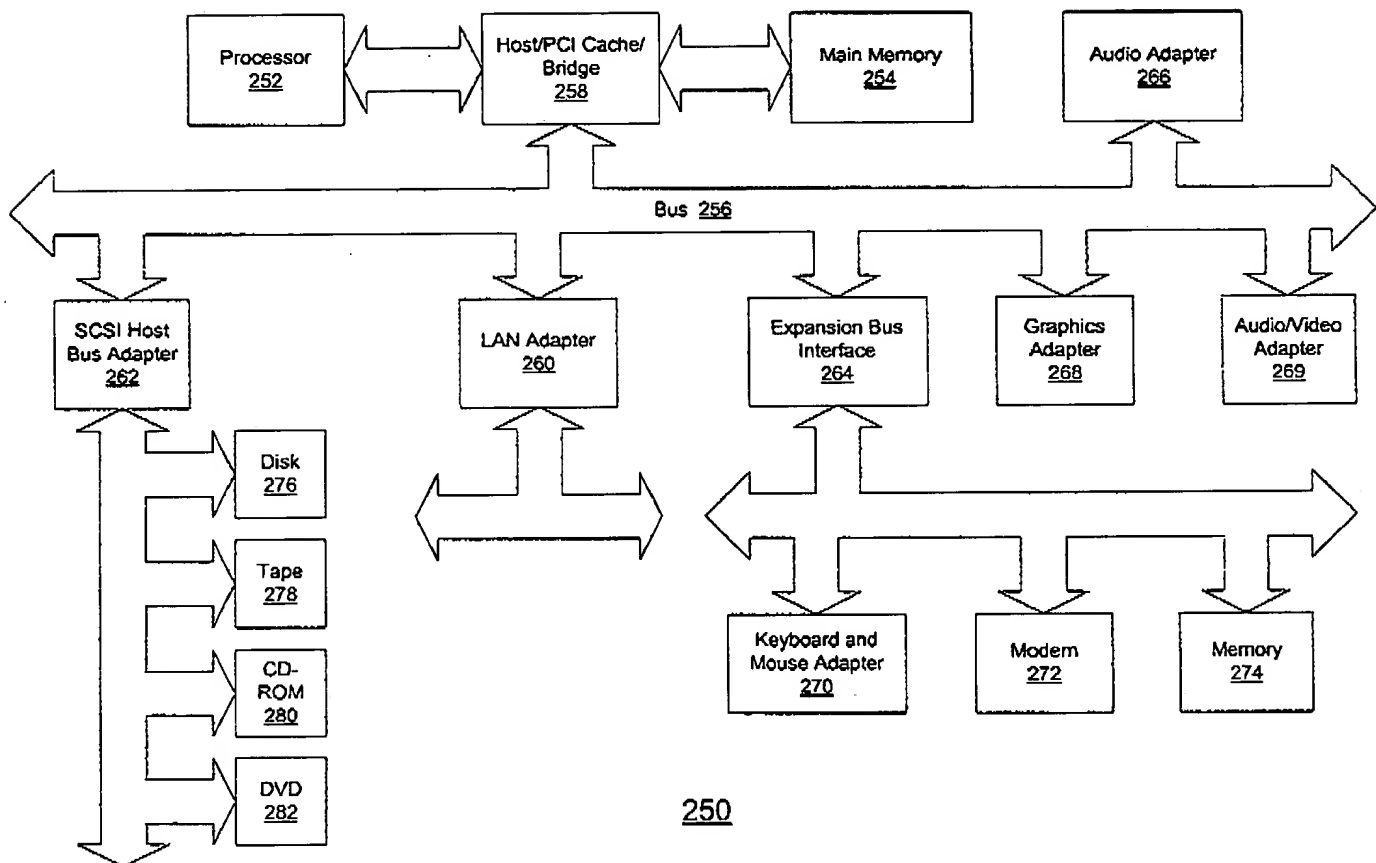 Processor
252
Host/PCI Cache/
Bridge
258
Main Memory
254
Audio Adapter
266
Bus 256
SCSI Host
Bus Adapter
262
LAN Adapter
260
Expansion Bus
Interface
264
Graphics
Adapter
268
Audio/Video
Adapter
269
Disk
276
Tape
278
CD-
ROM
280
DVD
282
Keyboard and
Mouse Adapter
270
Modem
272
Memory
274
250